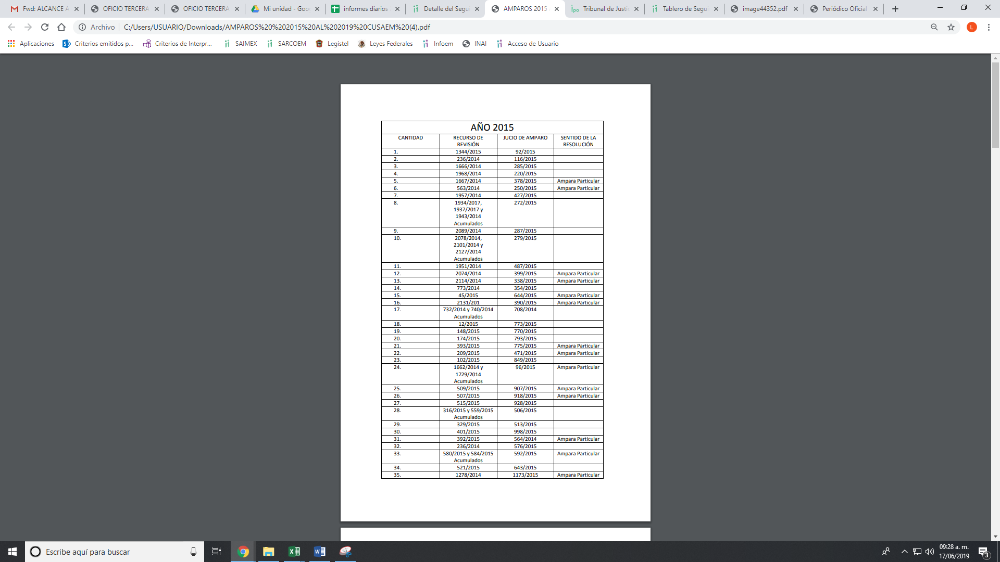 Fwd: ALCANCE A
OFICIO TERCERA
OFICIO TERCERA
Mi unidad - Goo
informes diarios
Detalle del Segui
AMPAROS 2015
Tribunal de Justic
Tablero de Segui
image44352.pdf
Periódico Oficial
Archivo C:/Users/USUARIO/Downloads/AMPAROS%20%202015%20AL%202019%20CUSAEM%20(4).pdf
L
Aplicaciones Criterios emitidos p... Criterios de Interpr... SAIMEX SARCOEM Legistel Leyes Federales Infoem INAI Acceso de Usuario
AÑO 2015
CANTIDAD RECURSO DE REVISIÓN JUCIO DE AMPARO SENTIDO DE LA RESOLUCIÓN
1. 1344/2015 92/2015
2. 236/2014 116/2015
3. 1666/2014 285/2015
4. 1968/2014 220/2015
5. 1667/2014 378/2015 Ampara Particular
6. 563/2014 250/2015 Ampara Particular
7. 1957/2014 427/2015
8. 1934/2017, 272/2015
1937/2017 y
1943/2014
Acumulados
9. 2089/2014 287/2015
10. 2078/2014, 279/2015
2101/2014 y
2127/2014
Acumulados
11. 1951/2014 487/2015
12. 2074/2014 399/2015 Ampara Particular
13. 2114/2014 338/2015 Ampara Particular
14. 773/2014 354/2015
15. 45/2015 644/2015 Ampara Particular
16. 2131/201 390/2015 Ampara Particular
17. 732/2014 y 740/2014 708/2014
Acumulados
18. 12/2015 773/2015
19. 148/2015 770/2015
20. 174/2015 793/2015
21. 393/2015 775/2015 Ampara Particular
22. 209/2015 471/2015 Ampara Particular
23. 102/2015 849/2015
24. 1662/2014 y 96/2015 Ampara Particular
1729/2014
Acumulados
25. 509/2015 907/2015 Ampara Particular
26. 507/2015 918/2015 Ampara Particular
27. 515/2015 928/2015
28. 316/2015 y 559/2015 506/2015
Acumulados
29. 329/2015 513/2015
30. 401/2015 998/2015
31. 392/2015 564/2014 Ampara Particular
32. 236/2014 576/2015
33. 580/2015 y 584/2015 592/2015 Ampara Particular
Acumulados
34. 521/2015 643/2015
35. 1278/2014 1173/2015 Ampara Particular
Escribe aquí para buscar
09:28 a. m.
17/06/2019
3